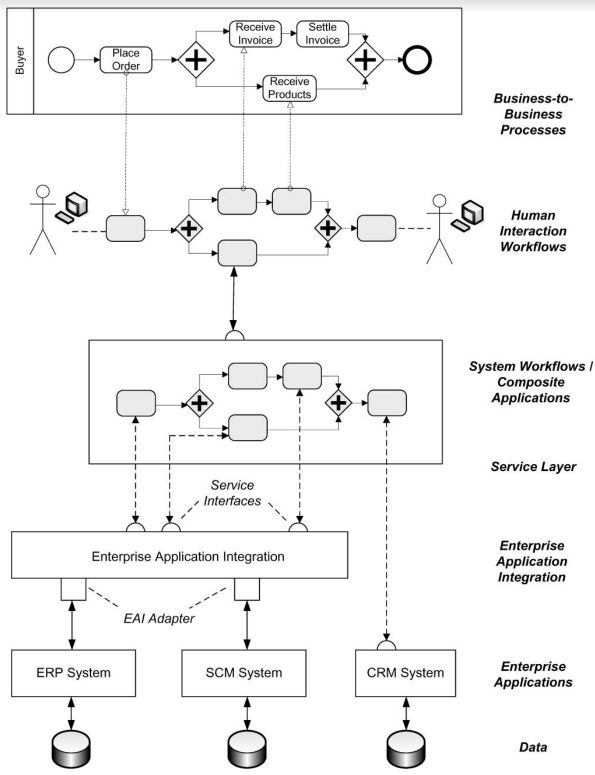 Buyer
Place
Order
Receive
Invoice
Settle
Invoice
Receive
Products
Business-to-
Business
Processes
Human
Interaction
Workflows
System Workflows /
Composite
Applications
Service Layer
Service
Interfaces
Enterprise Application Integration
Enterprise
Application
Integration
EAI Adapter
ERP System
SCM System
CRM System
Enterprise
Applications
Data